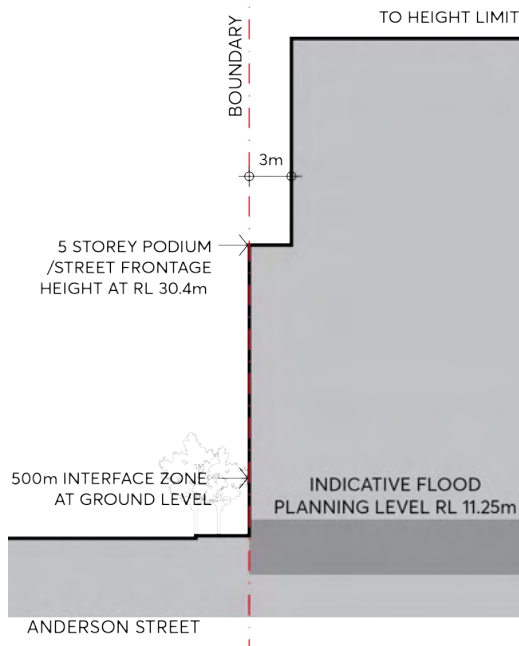 TO HEIGHT LIMIT
BOUNDARY
3m
5 STOREY PODIUM
/STREET FRONTAGE
HEIGHT AT RL 30.4m
500m INTERFACE ZONE
AT GROUND LEVEL
INDICATIVE FLOOD
PLANNING LEVEL RL 11.25m
ANDERSON STREET